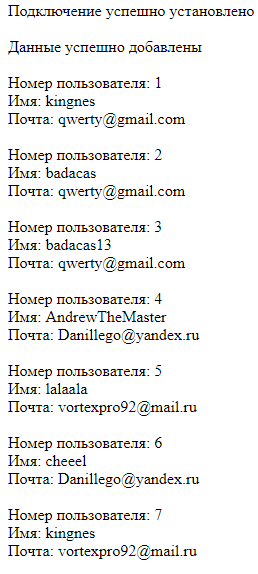 Подключение успешно установлено
Данные успешно добавлены
Номер пользователя: 1
Имя: kingnes
Почта: qwerty@gmail.com
Номер пользователя: 2
Имя: badacas
Почта: qwerty@gmail.com
Номер пользователя: 3
Имя: badacas13
Почта: qwerty@gmail.com
Номер пользователя: 4
Имя: AndrewTheMaster
Почта: Danillego@yandex.ru
Номер пользователя: 5
Имя: lalaala
Почта: vortexpro92@mail.ru
Номер пользователя: 6
Имя: cheeel
Почта: Danillego@yandex.ru
Номер пользователя: 7
Имя: kingnes
Почта: vortexpro92@mail.ru